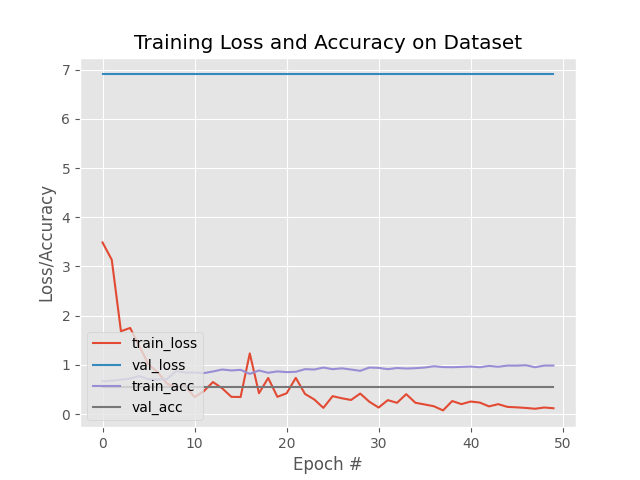 Training Loss and Accuracy on Dataset
7
6
5
4
3
2
1
0
Loss/Accuracy
train_loss
val_loss
train_acc
val_acc
0 10 20 30 40 50
Epoch #